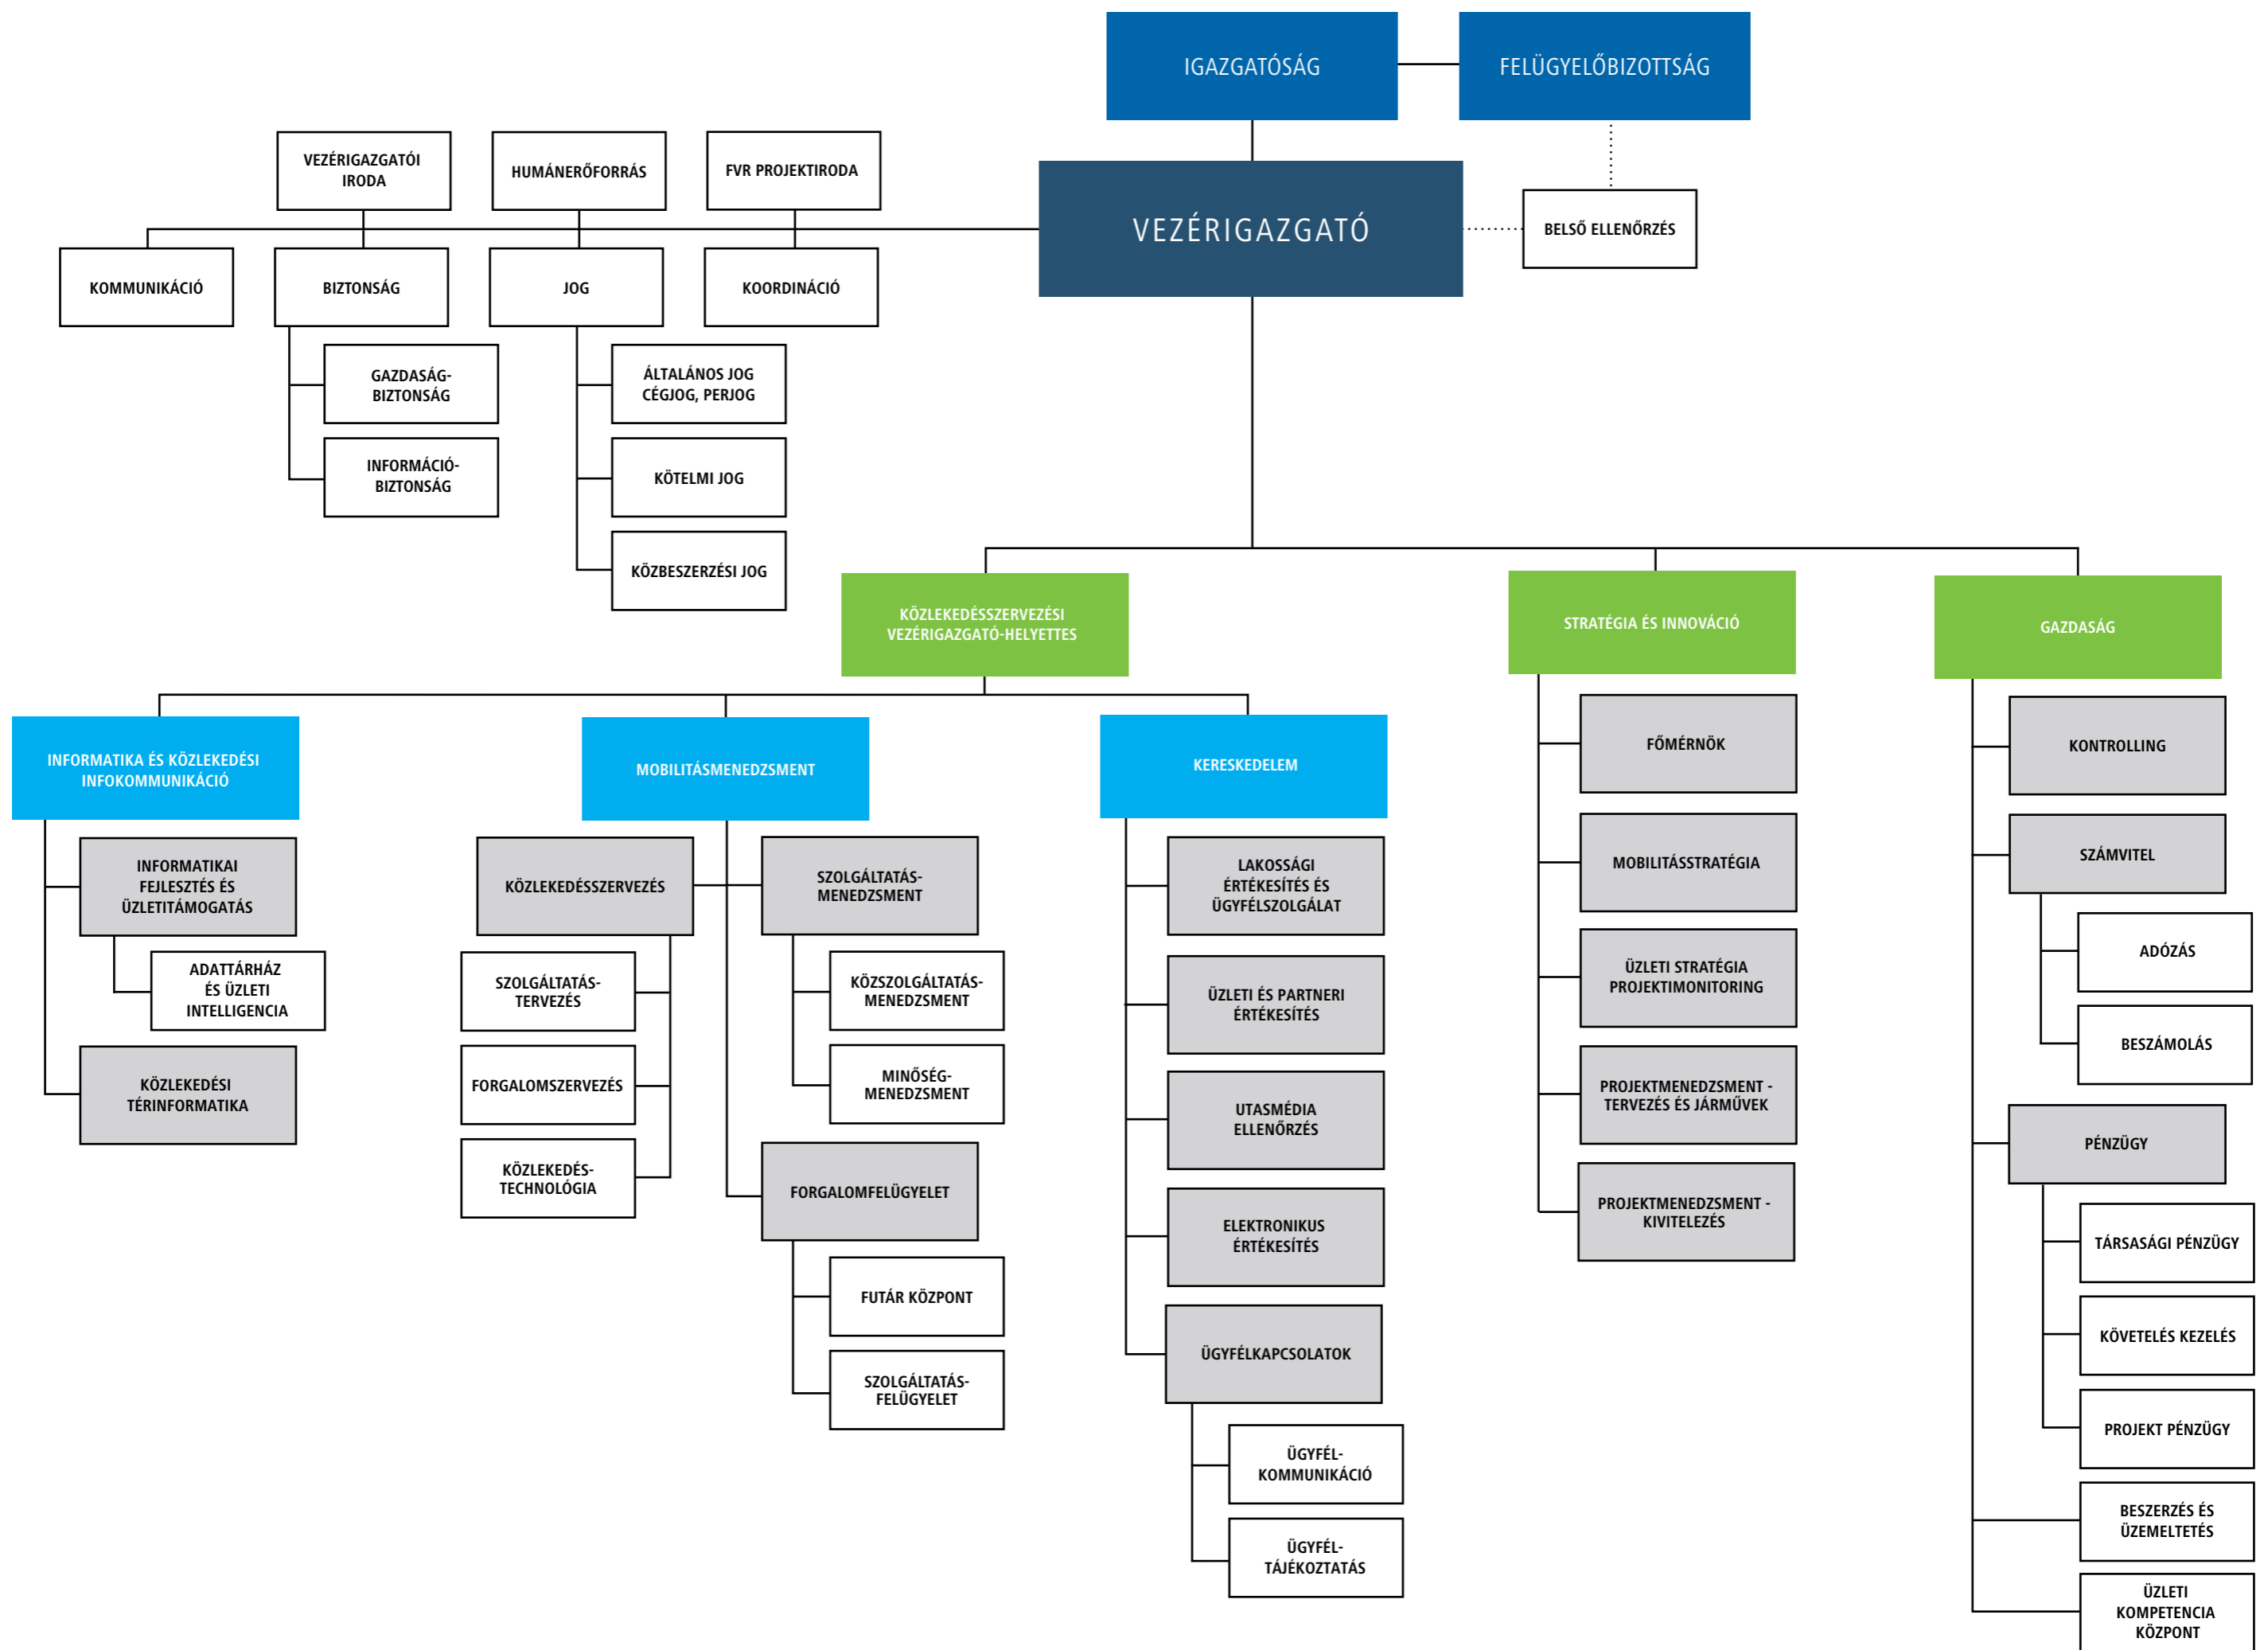 IGAZGATÓSÁG
FELÜGYELŐBIZOTTSÁG
VEZÉRIGAZGATÓI
IRODA
HUMÁNERŐFORRÁS
FVR PROJEKTIRODA
VEZÉRIGAZGATÓ
BELSŐ ELLENŐRZÉS
KOMMUNIKÁCIÓ
BIZTONSÁG
JOG
KOORDINÁCIÓ
GAZDASÁG-
BIZTONSÁG
INFORMÁCIÓ-
BIZTONSÁG
ÁLTALÁNOS JOG
CÉGJOG, PERJOG
KÖTELMI JOG
KÖZBESZERZÉSI JOG
KÖZLEKEDÉSSZERVEZÉSI
VEZÉRIGAZGATÓ-HELYETTES
STRATÉGIA ÉS INNOVÁCIÓ
GAZDASÁG
INFORMATIKA ÉS KÖZLEKEDÉSI
INFOKOMMUNIKÁCIÓ
MOBILITÁSMENEDZSMENT
KERESKEDELEM
INFORMATIKAI
FEJLESZTÉS ÉS
ÜZLETITÁMOGATÁS
ADATTÁRHÁZ
ÉS ÜZLETI
INTELLIGENCIA
KÖZLEKEDÉSI
TÉRINFORMATIKA
KÖZLEKEDÉSSZERVEZÉS
SZOLGÁLTATÁS-
TERVEZÉS
FORGALOMSZERVEZÉS
KÖZLEKEDÉS-
TECHNOLÓGIA
SZOLGÁLTATÁS-
MENEDZSMENT
KÖZSZOLGÁLTATÁS-
MENEDZSMENT
MINŐSÉG-
MENEDZSMENT
FORGALOMFELÜGYELET
FUTÁR KÖZPONT
SZOLGÁLTATÁS-
FELÜGYELET
LAKOSSÁGI
ÉRTÉKESÍTÉS ÉS
ÜGYFÉLSZOLGÁLAT
ÜZLETI ÉS PARTNERI
ÉRTÉKESÍTÉS
UTASMÉDIA
ELLENŐRZÉS
ELEKTRONIKUS
ÉRTÉKESÍTÉS
ÜGYFÉLKAPCSOLATOK
ÜGYFÉL-
KOMMUNIKÁCIÓ
ÜGYFÉL-
TÁJÉKOZTATÁS
FŐMÉRNÖK
MOBILITÁSSTRATÉGIA
ÜZLETI STRATÉGIA
PROJEKTIMONITORING
PROJEKTMENEDZSMENT -
TERVEZÉS ÉS JÁRMŰVEK
PROJEKTMENEDZSMENT -
KIVITELEZÉS
KONTROLLING
SZÁMVITEL
ADÓZÁS
BESZÁMOLÁS
PÉNZÜGY
TÁRSASÁGI PÉNZÜGY
KÖVETELÉS KEZELÉS
PROJEKT PÉNZÜGY
BESZERZÉS ÉS
ÜZEMELTETÉS
ÜZLETI
KOMPETENCIA
KÖZPONT